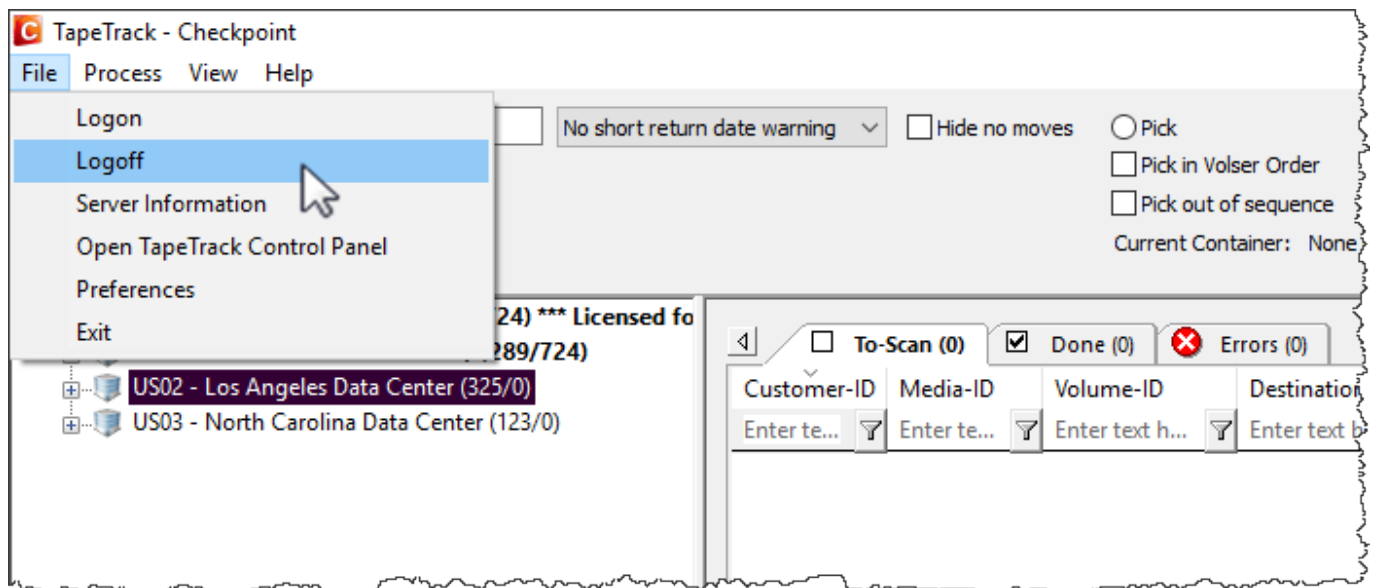 TapeTrack - Checkpoint
File Process View Help
Logon
Logoff
Server Information
Open TapeTrack Control Panel
Preferences
Exit
No short return date warning
Hide no moves
Pick
Pick in Volser Order
Pick out of sequence
Current Container: None
24) *** Licensed fo
289/724)
US02 - Los Angeles Data Center (325/0)
US03 - North Carolina Data Center (123/0)
To-Scan (0) Done (0) Errors (0)
Customer-ID Media-ID Volume-ID Destination
Enter te... Enter te... Enter text h... Enter text